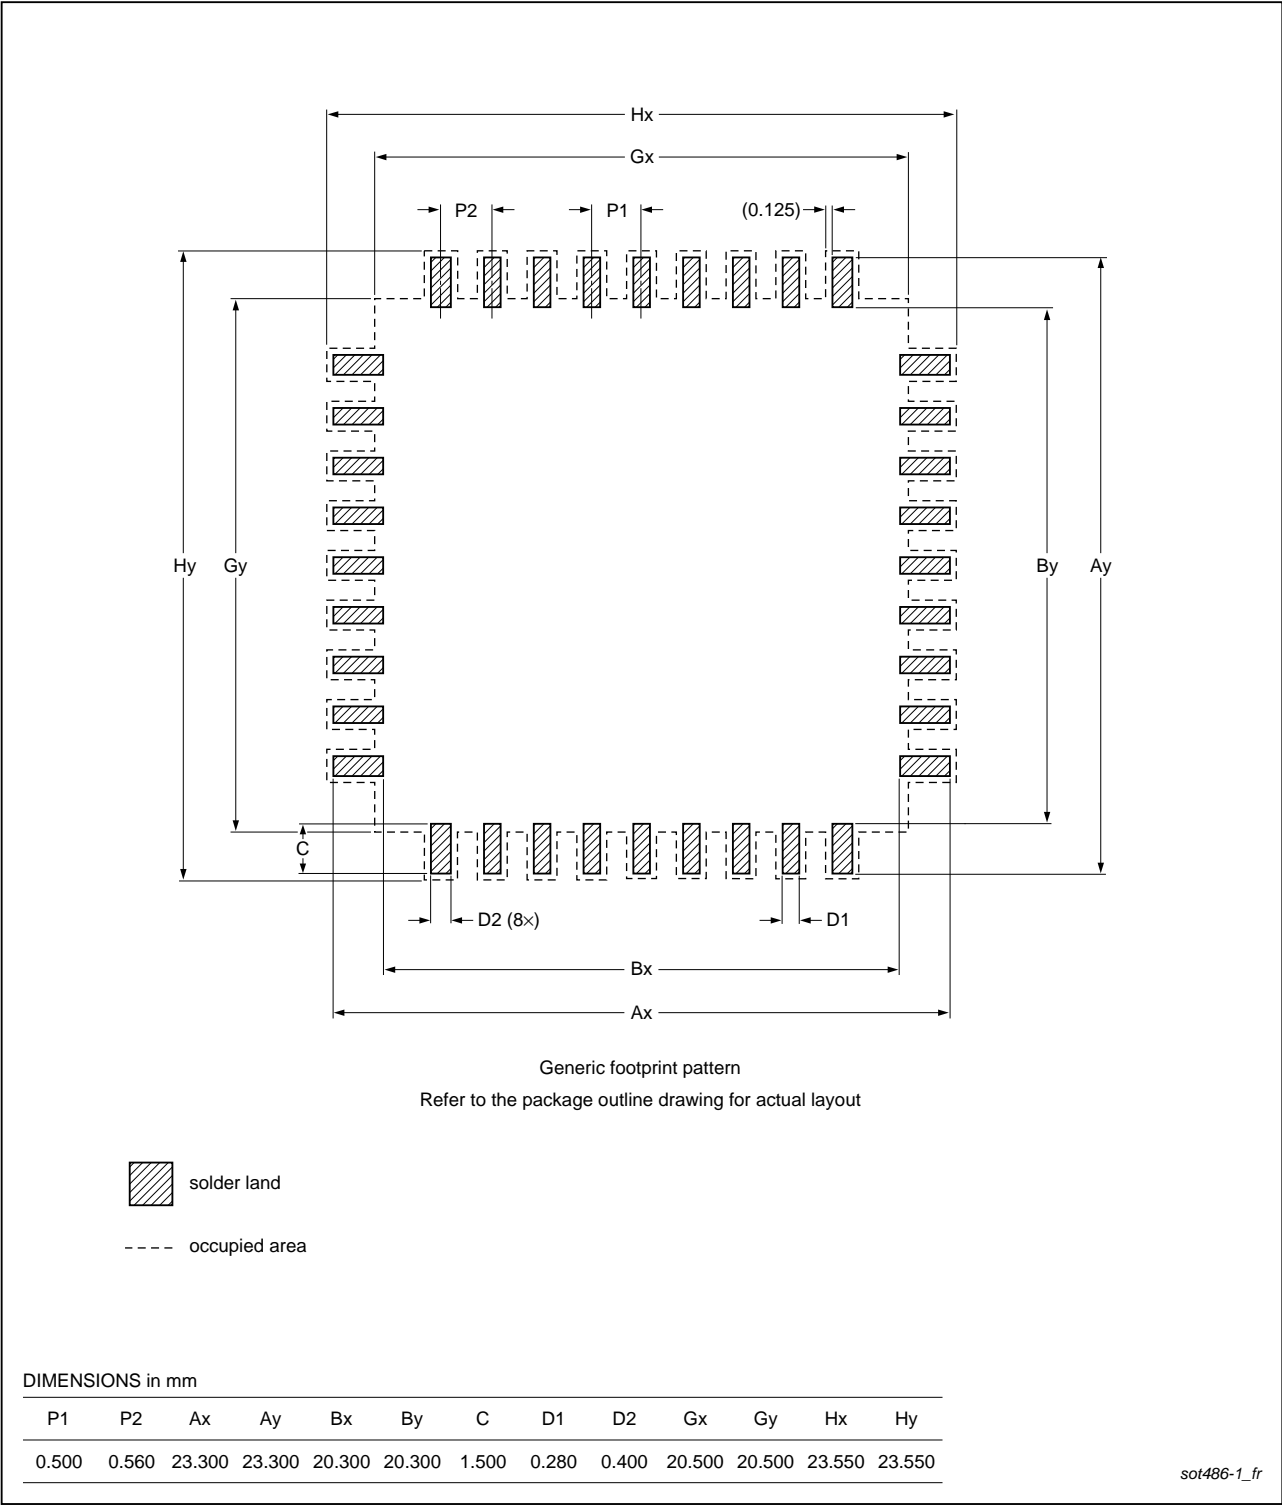 Hx
Gx
P2 P1 (0.125)
Hy Gy By Ay
C
D2 (8×) D1
Bx
Ax
Generic footprint pattern
Refer to the package outline drawing for actual layout
solder land
occupied area
DIMENSIONS in mm
P1 P2 Ax Ay Bx By C D1 D2 Gx Gy Hx Hy
0.500 0.560 23.300 23.300 20.300 20.300 1.500 0.280 0.400 20.500 20.500 23.550 23.550
sot486-1_fr